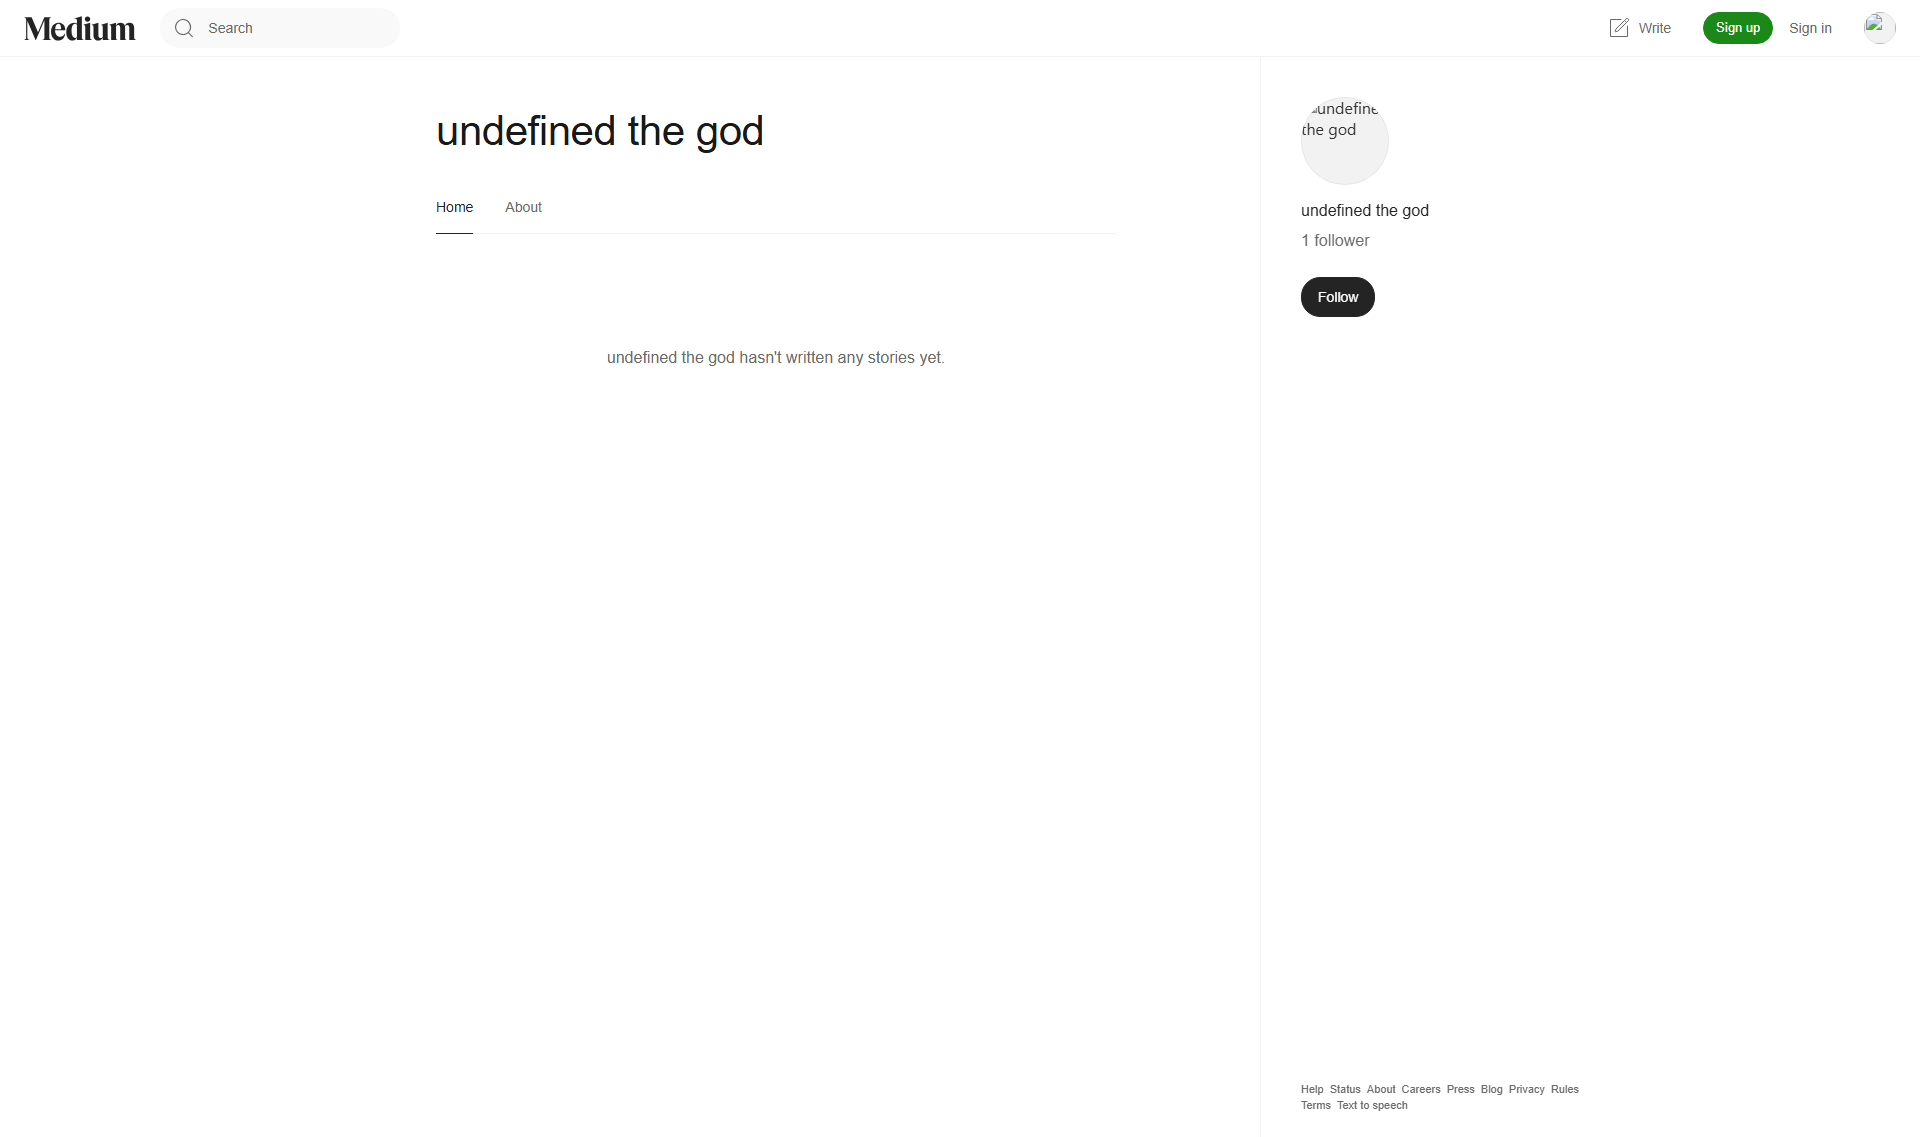 Medium
Search
Write
Sign up
Sign in
undefined the god
Home
About
undefined the god hasn't written any stories yet.
the god
undefined the god
1 follower
Follow
Help Status About Careers Press Blog Privacy Rules
Terms Text to speech